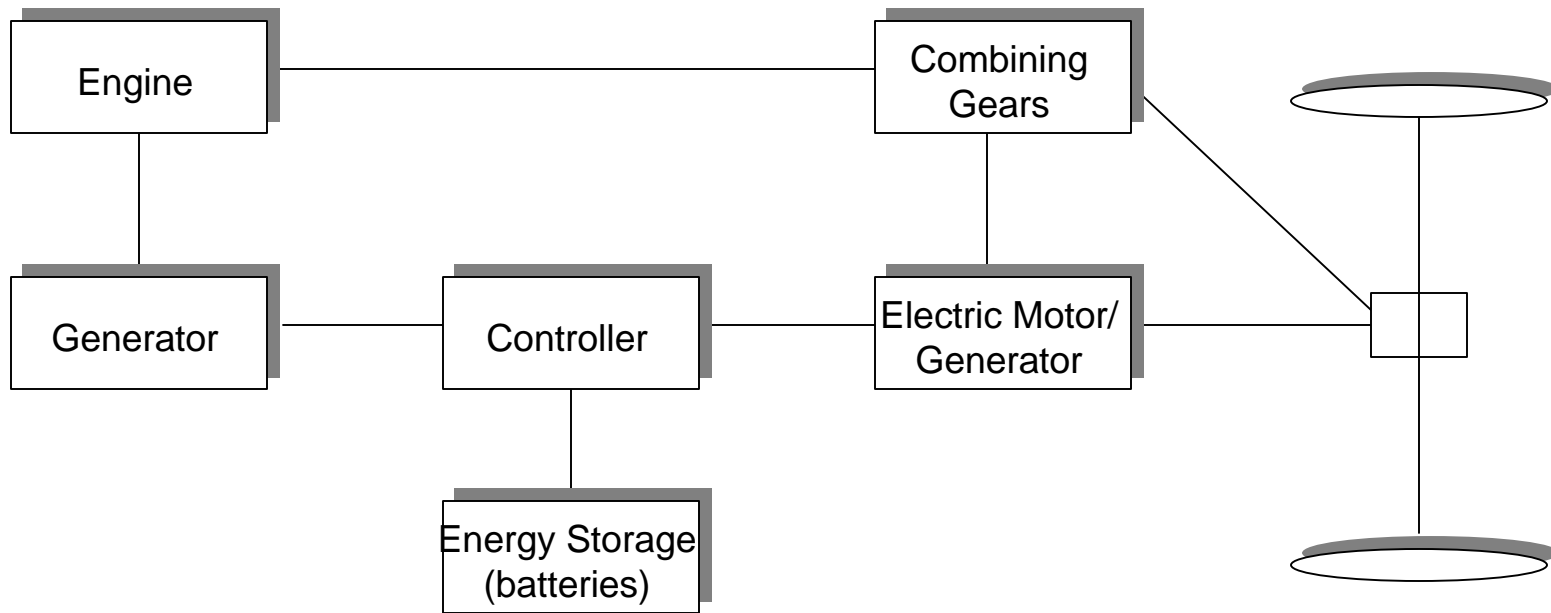 Engine
Combining
Gears
Generator
Controller
Electric Motor/
Generator
Energy Storage
(batteries)